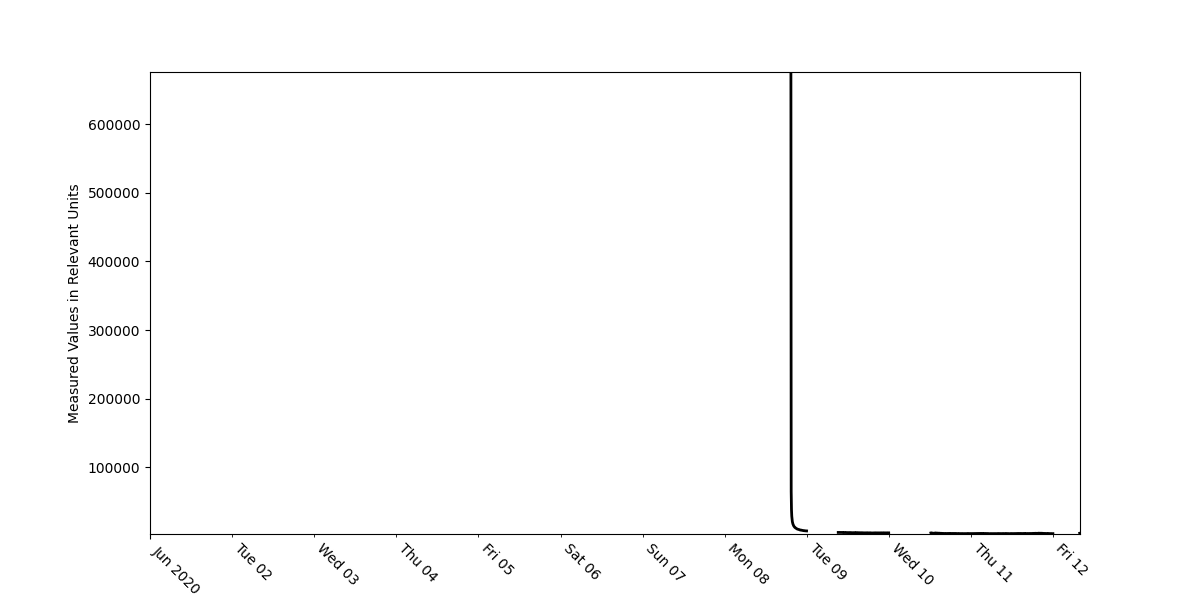 600000
500000
400000
300000
200000
100000
Measured Values in Relevant Units
Jun 2020
Tue 02
Wed 03
Thu 04
Fri 05
Sat 06
Sun 07
Mon 08
Tue 09
Wed 10
Thu 11
Fri 12